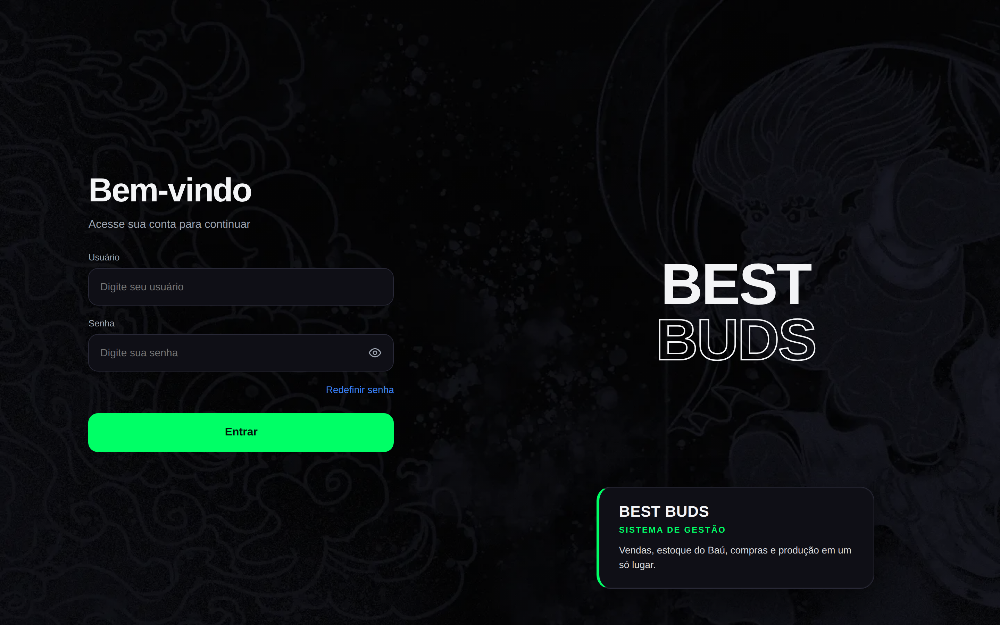 Bem-vindo
Acesse sua conta para continuar
Usuário
Digite seu usuário
Senha
Digite sua senha
Redefinir senha
Entrar
BEST
BUDS
BEST BUDS
SISTEMA DE GESTÃO
Vendas, estoque do Baú, compras e produção em um
só lugar.